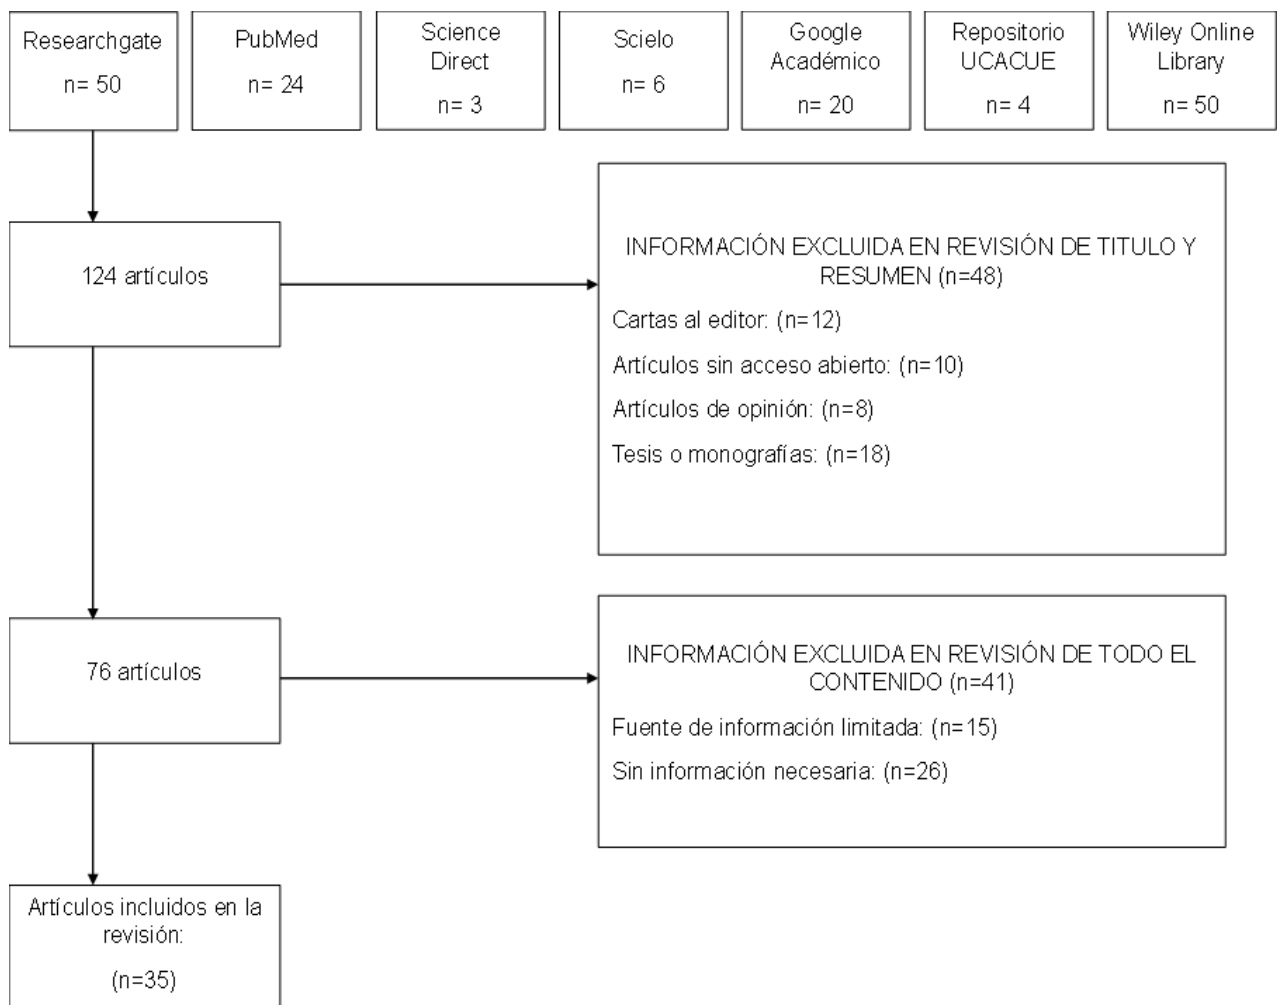 Researchgate
n= 50
PubMed
n= 24
Science
Direct
n= 3
Scielo
n= 6
Google
Académico
n= 20
Repositorio
UCACUE
n= 4
Wiley Online
Library
n= 50
124 artículos
INFORMACIÓN EXCLUIDA EN REVISIÓN DE TITULO Y
RESUMEN (n=48)
Cartas al editor: (n=12)
Artículos sin acceso abierto: (n=10)
Artículos de opinión: (n=8)
Tesis o monografías: (n=18)
76 artículos
INFORMACIÓN EXCLUIDA EN REVISIÓN DE TODO EL
CONTENIDO (n=41)
Fuente de información limitada: (n=15)
Sin información necesaria: (n=26)
Artículos incluidos en la
revisión:
(n=35)